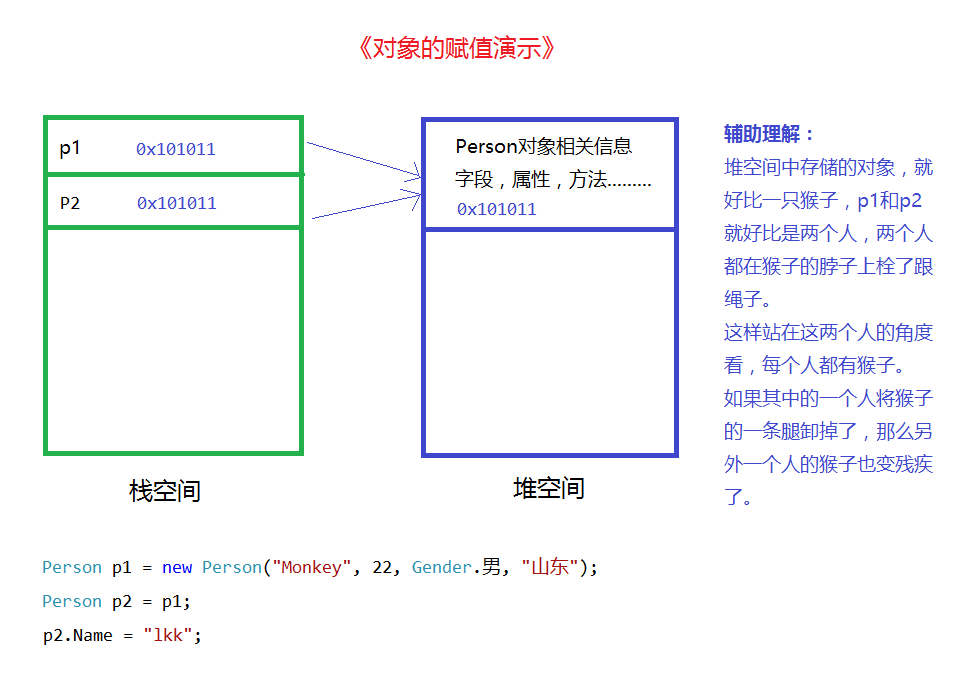 《对象的赋值演示》
p1 0x101011
P2 0x101011
栈空间
Person对象相关信息
字段，属性，方法.........
0x101011
堆空间
辅助理解：
堆空间中存储的对象，就
好比一只猴子，p1和p2
就好比是两个人，两个人
都在猴子的脖子上栓了跟
绳子。
这样站在这两个人的角度
看，每个人都有猴子。
如果其中的一个人将猴子
的一条腿卸掉了，那么另
外一个人的猴子也变残疾
了。
Person p1 = new Person("Monkey", 22, Gender.男, "山东");
Person p2 = p1;
p2.Name = "lkk";